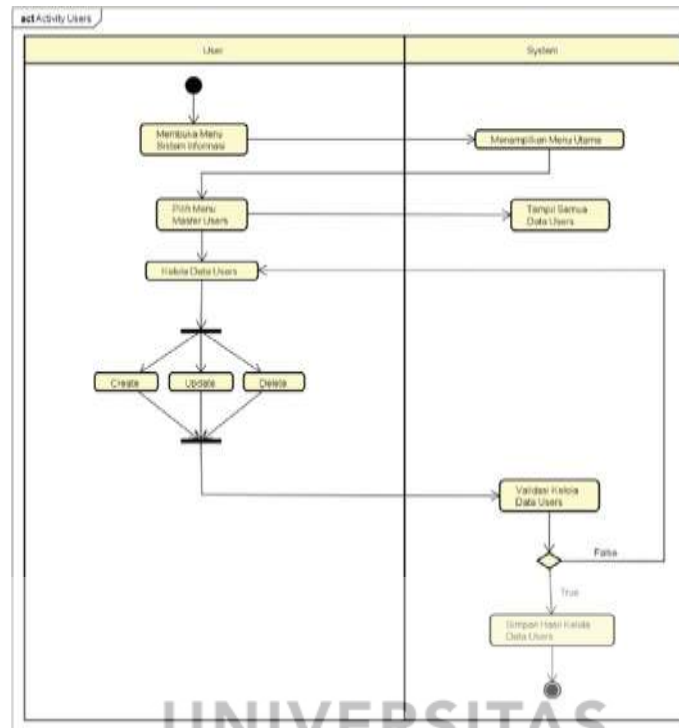 act Activity Users
User
System
Membuka Menu
Sistem Informasi
Menampilkan Menu Utama
Pilih Menu
Master Users
Tampil Semua
Data Users
Kelola Data Users
Create
Update
Delete
Validasi Kelola
Data Users
False
True
Simpan Hasil Kelola
Data Users
UNIVERSITAS